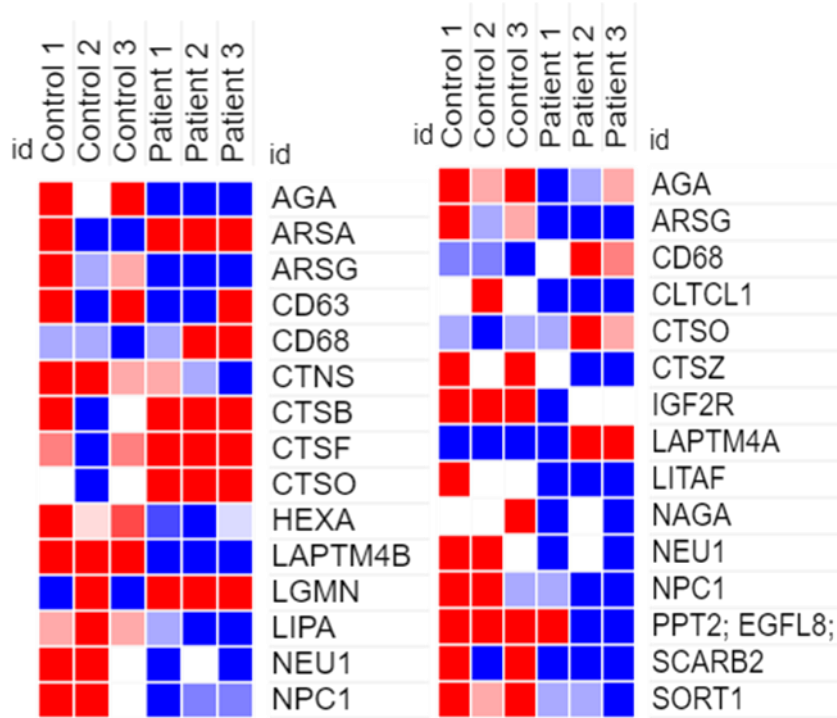 id Control 1 Control 2 Control 3 Patient 1 Patient 2 Patient 3 id
AGA
ARSA
ARSG
CD63
CD68
CTNS
CTSB
CTSF
CTSO
HEXA
LAPTM4B
LGMN
LIPA
NEU1
NPC1
id Control 1 Control 2 Control 3 Patient 1 Patient 2 Patient 3 id
AGA
ARSG
CD68
CLTCL1
CTSO
CTSZ
IGF2R
LAPTM4A
LITAF
NAGA
NEU1
NPC1
PPT2; EGFL8;
SCARB2
SORT1